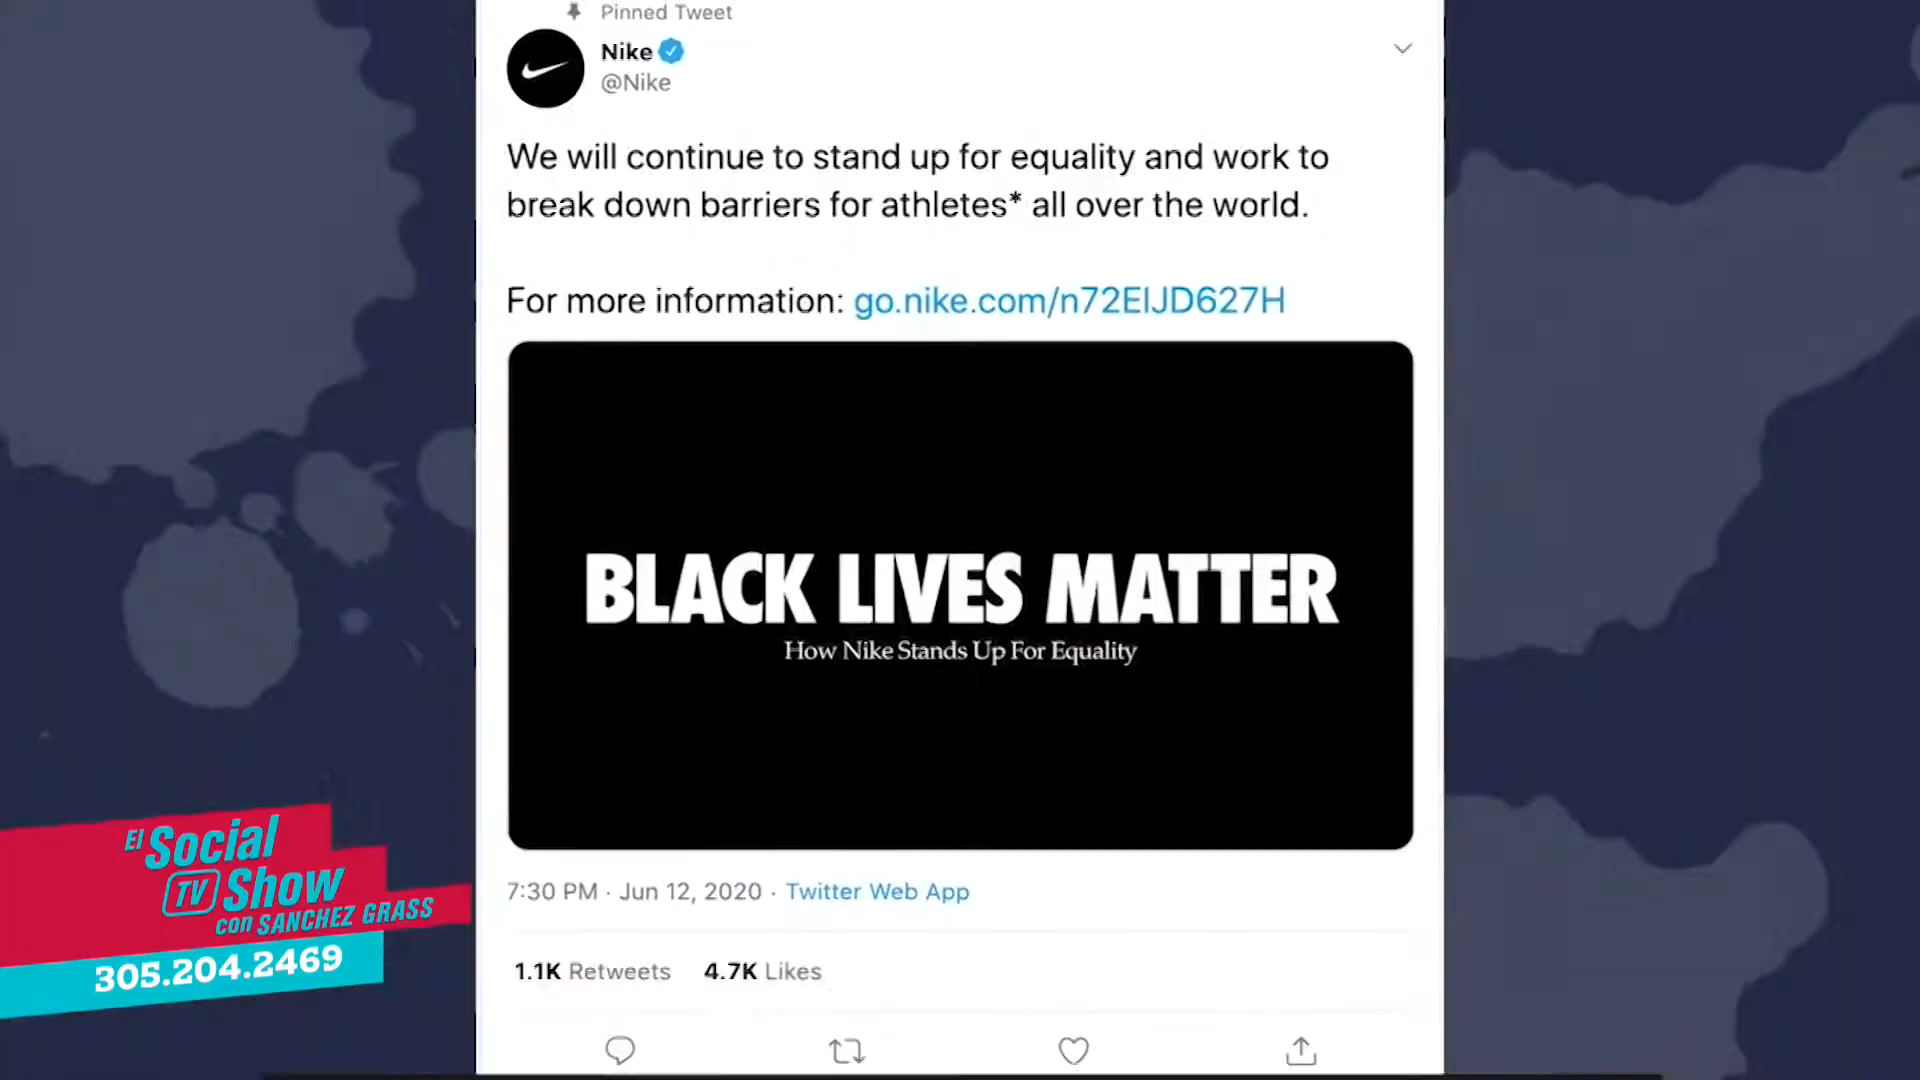 Pinned Tweet
Nike
@Nike
We will continue to stand up for equality and work to
break down barriers for athletes* all over the world.
For more information: go.nike.com/n72EIJD627H
BLACK LIVES MATTER
How Nike Stands Up For Equality
7:30 PM · Jun 12, 2020 · Twitter Web App
1.1K Retweets 4.7K Likes
El Social
TV Show
con SANCHEZ GRASS
305.204.2469